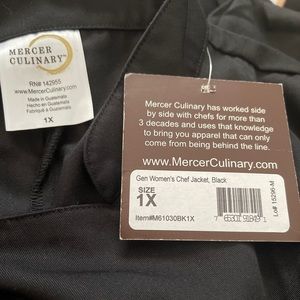 MERCER
CULINARY
RN# 142955
www.MercerCulinary.com
Made in Guatemala
Hecho en Guatemala
Fabriqué à Guatemala
1X
Mercer Culinary has worked side
by side with chefs for more than
3 decades and uses that knowledge
to bring you apparel that can only
come from being behind the line.
www.MercerCulinary.com
Gen Women's Chef Jacket, Black
SIZE
1X
Item#M61030BK1X
Lo# 15296-M